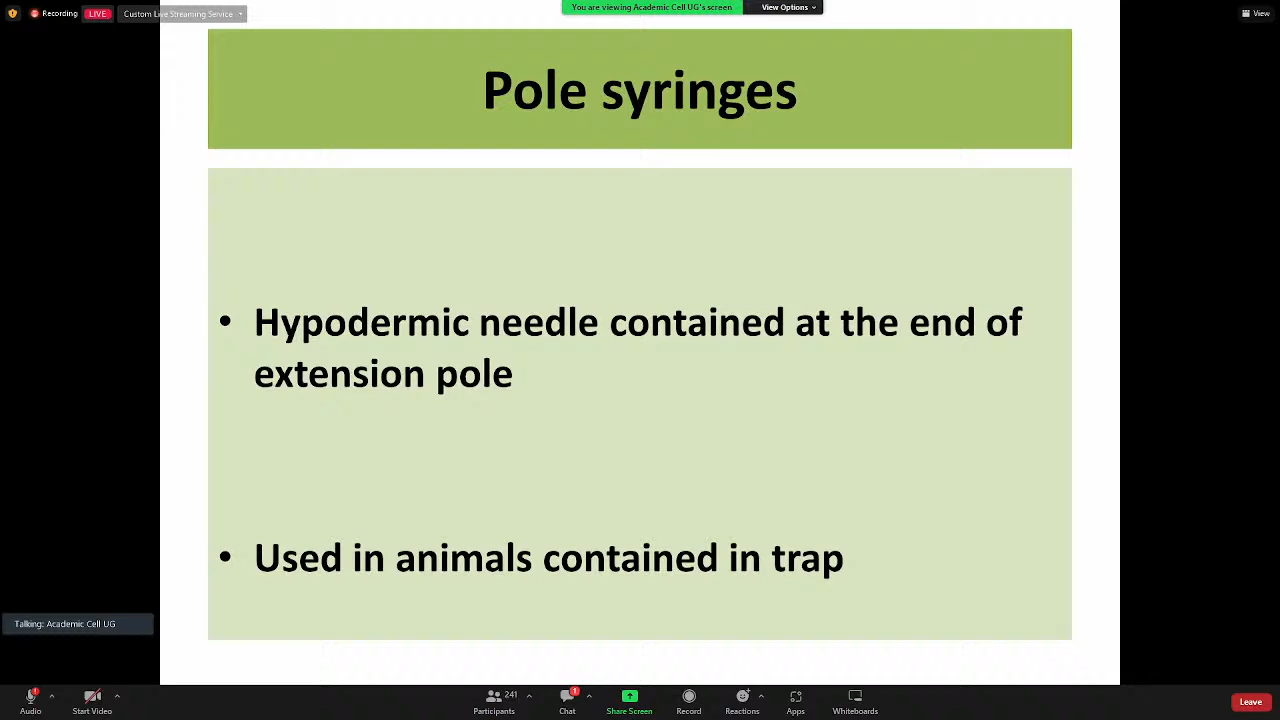 Recording LIVE Custom Live Streaming Service
You are viewing Academic Cell UG's screen View Options
View
Pole syringes
• Hypodermic needle contained at the end of
extension pole
• Used in animals contained in trap
Talking: Academic Cell UG
Audio
Start Video
241
Participants
1
Chat
Share Screen
Record
Reactions
Apps
Whiteboards
Leave